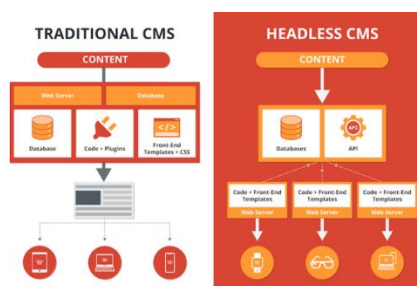 TRADITIONAL CMS
CONTENT
Web Server
Database
Database
Code + Plugins
Front-End
Templates + CSS
HEADLESS CMS
CONTENT
Databases
API
API
Code + Front-End
Templates
Web Server
Code + Front-End
Templates
Web Server
Code + Front-End
Templates
Web Server